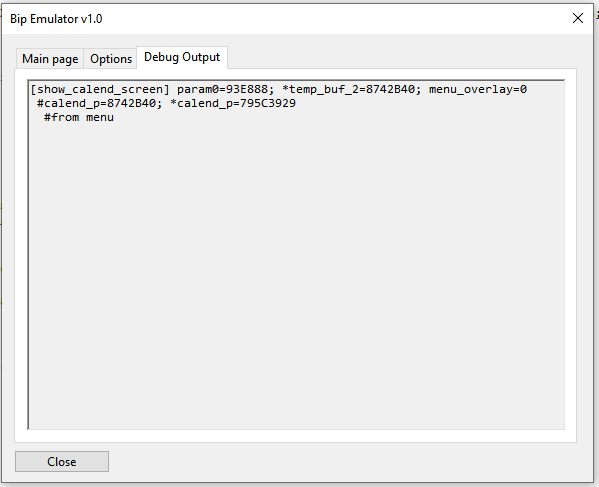 Bip Emulator v1.0
Main page Options Debug Output
[show_calend_screen] param0=93E888; *temp_buf_2=8742B40; menu_overlay=0
#calend_p=8742B40; *calend_p=795C3929
#from menu
Close